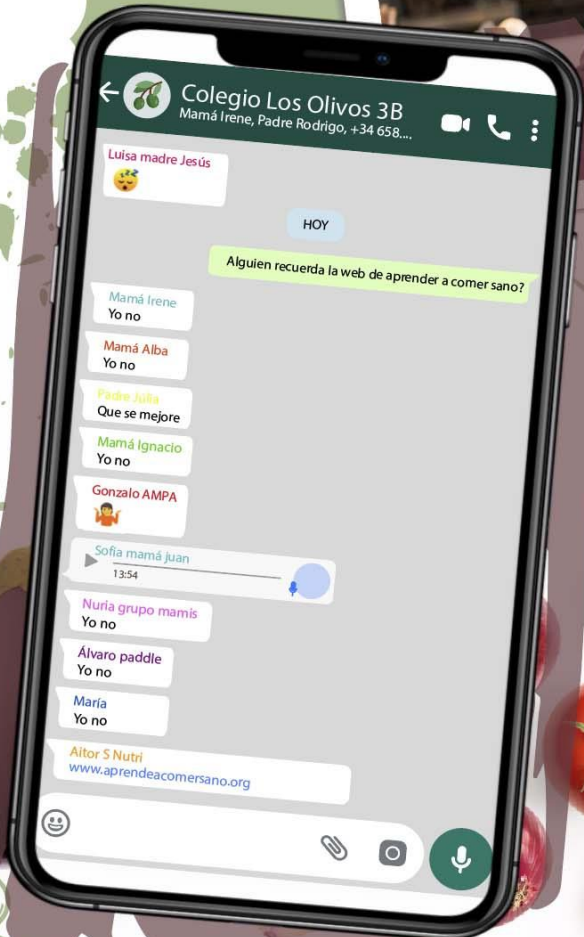 Colegio Los Olivos 3B
Mamá Irene, Padre Rodrigo, +34 658....
Luisa madre Jesús
HOY
Alguien recuerda la web de aprender a comer sano?
Mamá Irene
Yo no
Mamá Alba
Yo no
Padre Júlia
Que se mejore
Mamá Ignacio
Yo no
Gonzalo AMPA
Sofía mamá juan
13:54
Nuria grupo mamis
Yo no
Álvaro paddle
Yo no
María
Yo no
Aitor S Nutri
www.aprendeacomersano.org